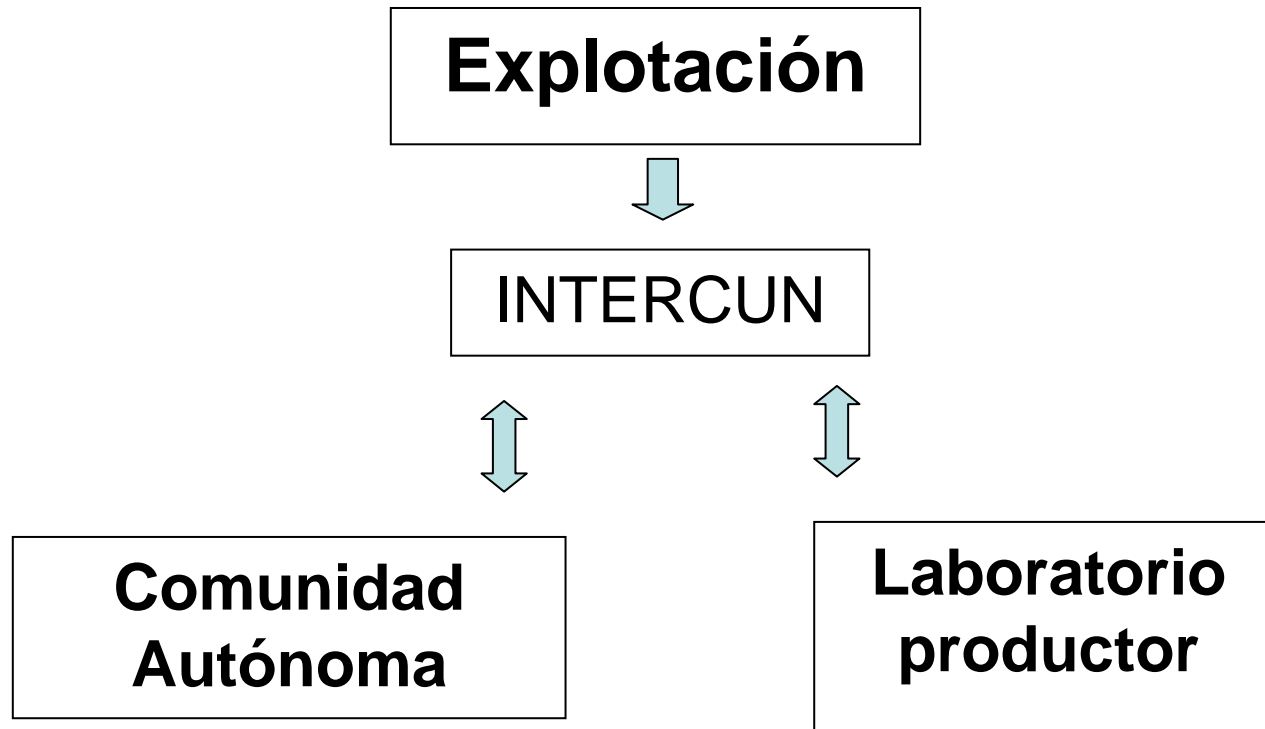 Explotación
INTERCUN
Comunidad
Autónoma
Laboratorio
productor